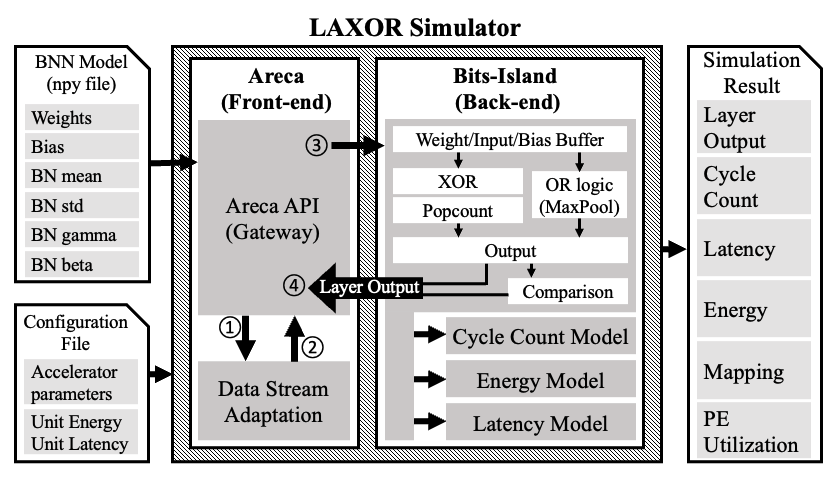 LAXOR Simulator
BNN Model
(npy file)
Weights
Bias
BN mean
BN std
BN gamma
BN beta
Configuration
File
Accelerator
parameters
Unit Energy
Unit Latency
Areca
(Front-end)
Areca API
(Gateway)
①
②
Data Stream
Adaptation
③
④
Bits-Island
(Back-end)
Weight/Input/Bias Buffer
XOR
Popcount
OR logic
(MaxPool)
Output
Layer Output
Comparison
Cycle Count Model
Energy Model
Latency Model
Simulation
Result
Layer
Output
Cycle
Count
Latency
Energy
Mapping
PE
Utilization